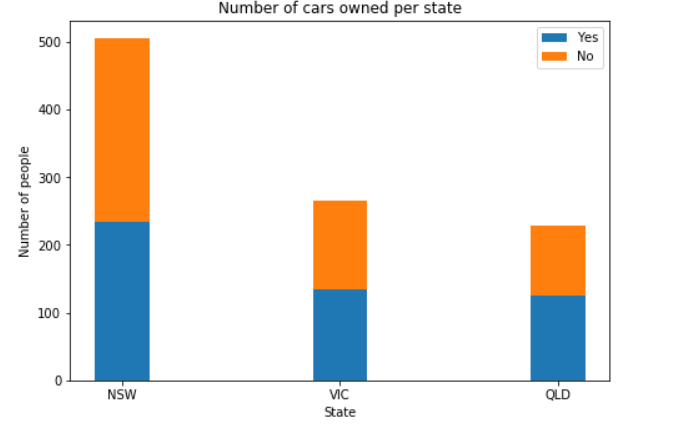 Number of cars owned per state
Yes
No
500
400
300
200
100
0
Number of people
NSW
VIC
QLD
State